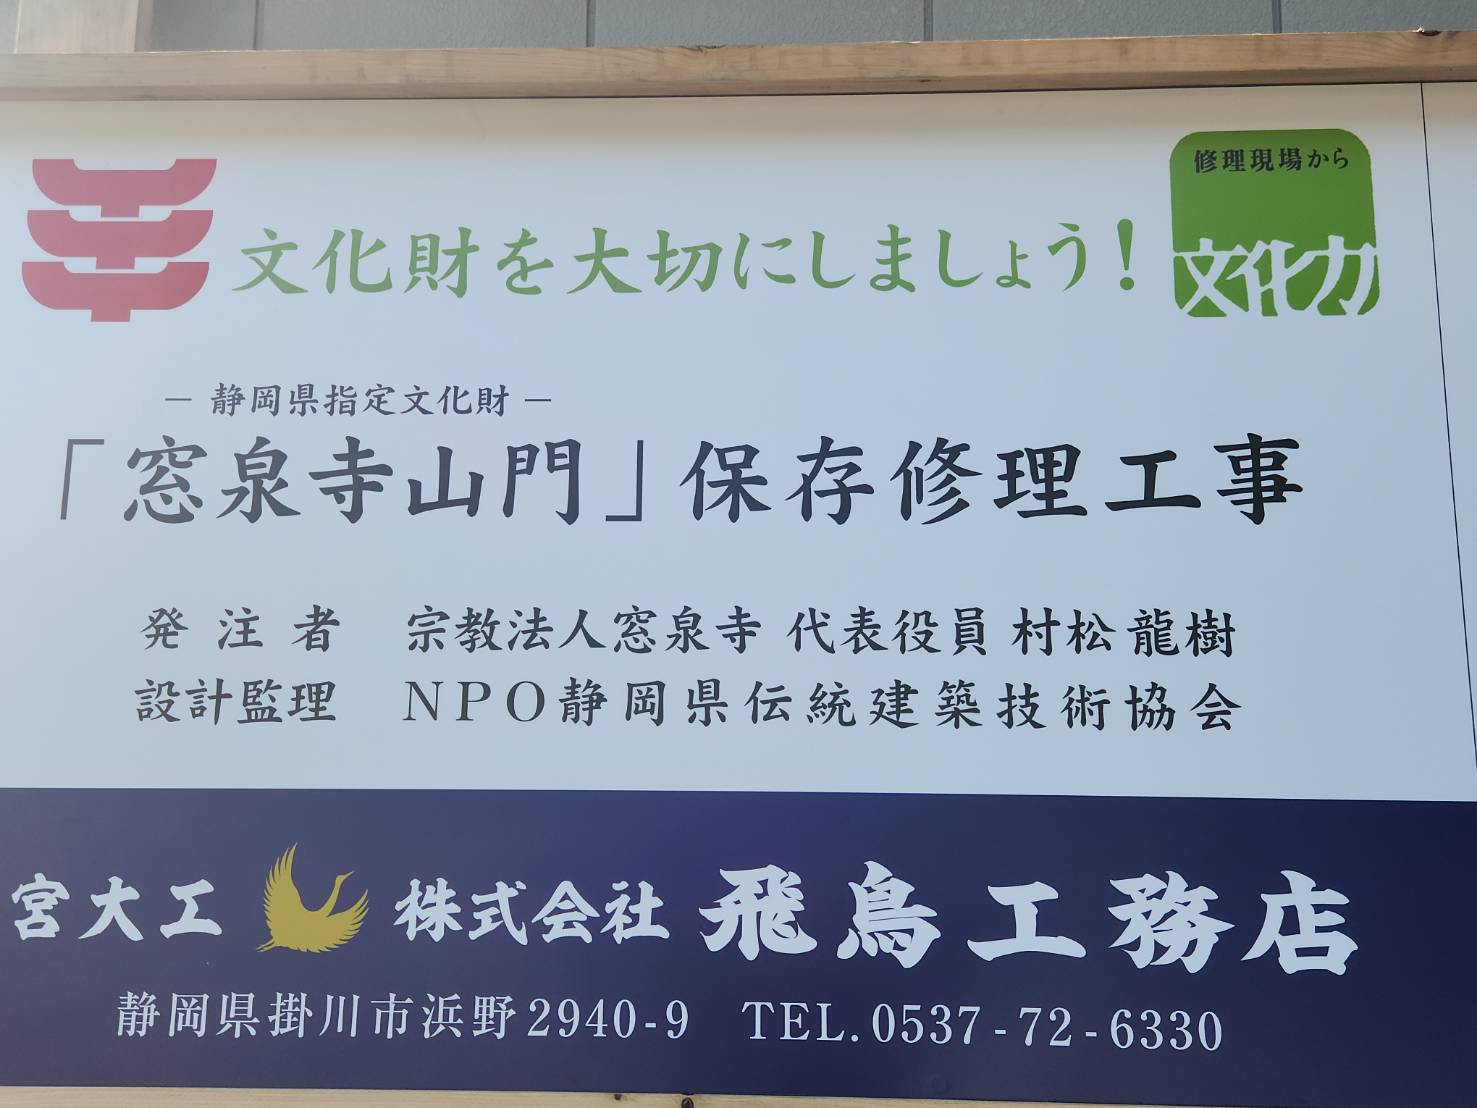 修理現場から
文化力
文化財を大切にしましょう!
― 静岡県指定文化財 ―
「窓泉寺山門」保存修理工事
発注者 宗教法人窓泉寺 代表役員 村松龍樹
設計監理 NPO静岡県伝統建築技術協会
宮大工 株式会社 飛鳥工務店
静岡県掛川市浜野2940-9 TEL.0537-72-6330